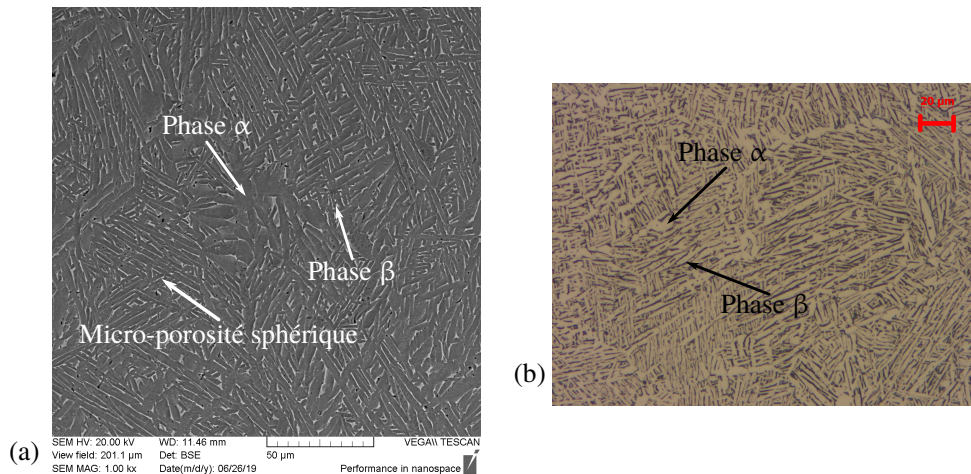 Phase α
Phase β
Micro-porosité sphérique
(a)
SEM HV: 20.00 kV WD: 11.46 mm VEGA\\ TESCAN
View field: 201.1 µm Det: BSE 50 µm
SEM MAG: 1.00 kx Date(m/d/y): 06/26/19 Performance in nanospace
20 µm
Phase α
Phase β
(b)